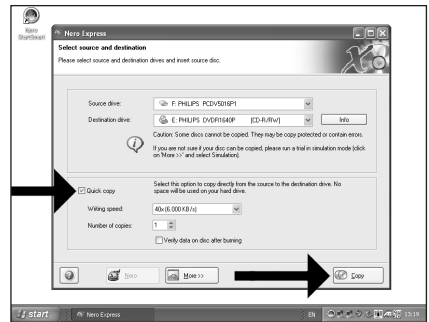 Nero
StartSmart
Nero Express
Select source and destination
Please select source and destination drives and insert source disc.
Source drive:
F: PHILIPS PCDV5016P1
Destination drive:
E: PHILIPS DVDR1640P [CD-R/RW]
Info
Caution: Some discs cannot be copied. They may be copy protected or contain errors.
If you are not sure if your disc can be copied, please run a trial in simulation mode (click
on 'More >>' and select Simulation).
Quick copy
Select this option to copy directly from the source to the destination drive. No
space will be used on your hard drive.
Writing speed:
40x (6.000 KB/s)
Number of copies:
1
Verify data on disc after burning
Nero
More >>
Copy
start
Nero Express
EN
13:19